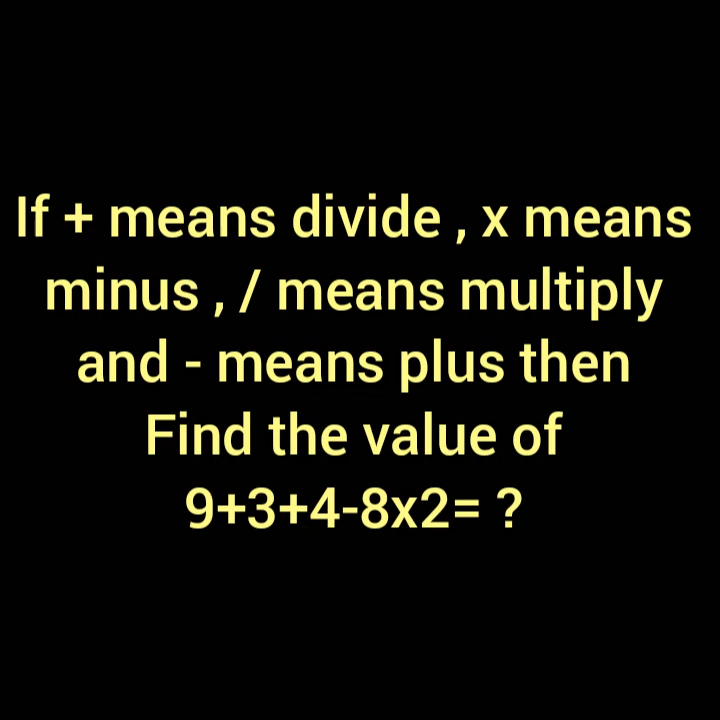 If + means divide , x means
minus , / means multiply
and - means plus then
Find the value of
9+3+4-8x2= ?